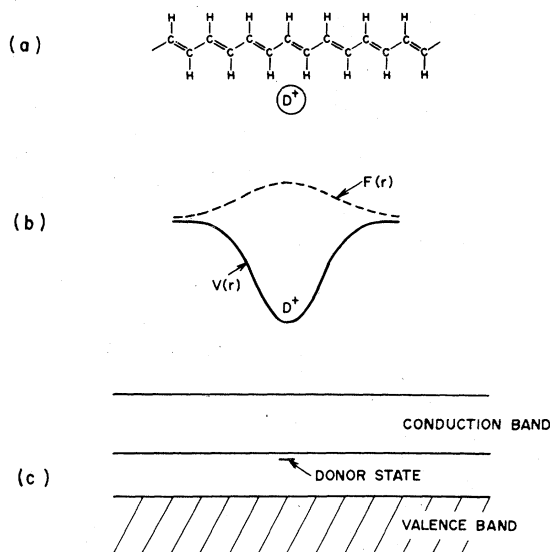 H H H H H H H
(a)
C C C C C C C
C C C C C C C
H H H H H H H
D⁺
F(r)
(b)
V(r)
D⁺
CONDUCTION BAND
(c)
DONOR STATE
VALENCE BAND